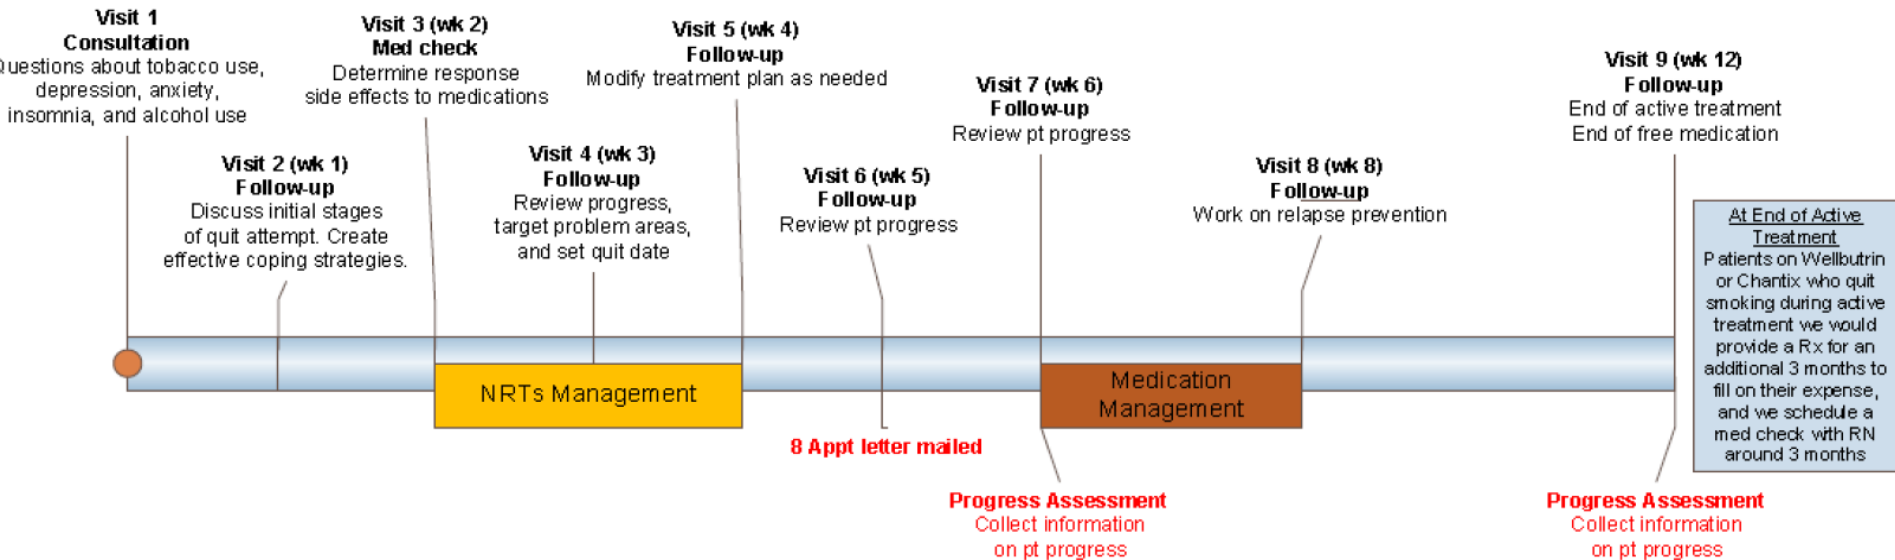 Visit 1
Consultation
Questions about tobacco use,
depression, anxiety,
insomnia, and alcohol use
Visit 2 (wk 1)
Follow-up
Discuss initial stages
of quit attempt. Create
effective coping strategies.
Visit 3 (wk 2)
Med check
Determine response
side effects to medications
Visit 4 (wk 3)
Follow-up
Review progress,
target problem areas,
and set quit date
Visit 5 (wk 4)
Follow-up
Modify treatment plan as needed
Visit 6 (wk 5)
Follow-up
Review pt progress
Visit 7 (wk 6)
Follow-up
Review pt progress
Visit 8 (wk 8)
Follow-up
Work on relapse prevention
Visit 9 (wk 12)
Follow-up
End of active treatment
End of free medication
At End of Active
Treatment
Patients on Wellbutrin
or Chantix who quit
smoking during active
treatment we would
provide a Rx for an
additional 3 months to
fill on their expense,
and we schedule a
med check with RN
around 3 months
NRTs Management
Medication
Management
8 Appt letter mailed
Progress Assessment
Collect information
on pt progress
Progress Assessment
Collect information
on pt progress